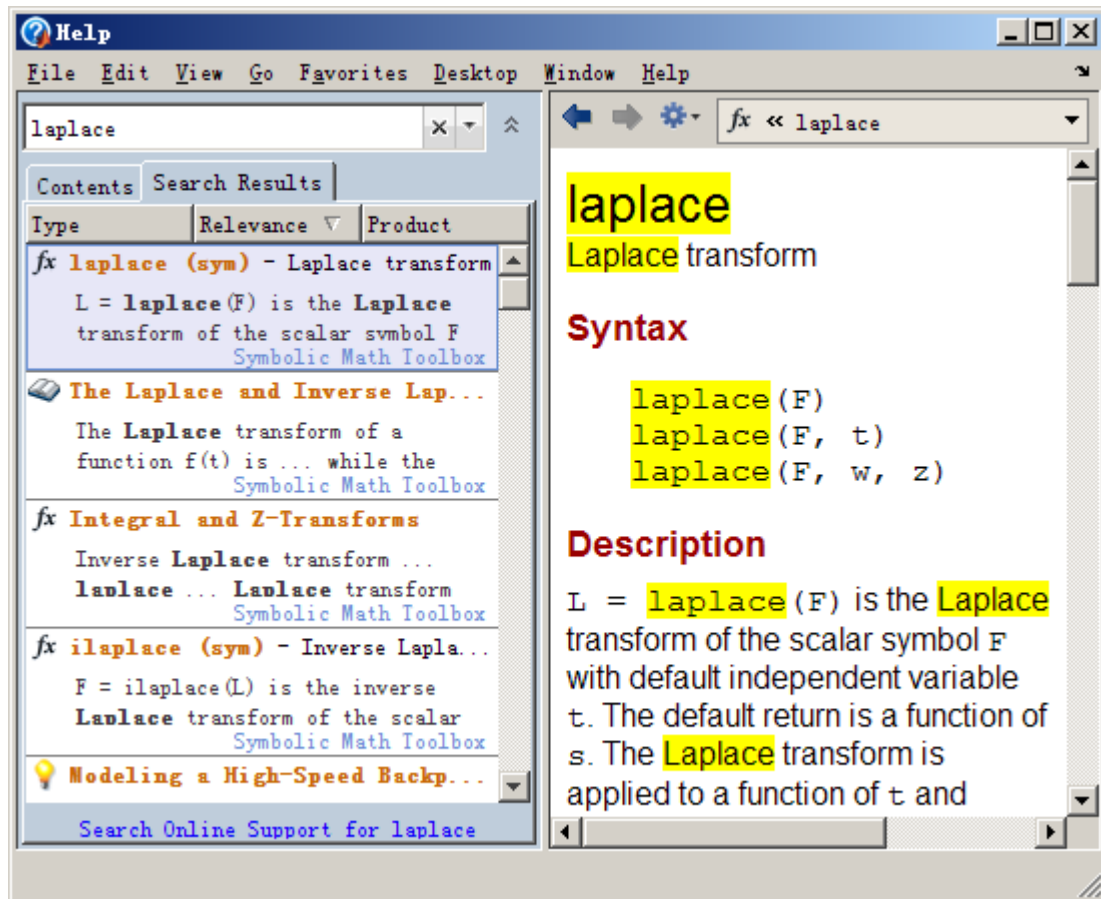 Help
File Edit View Go Favorites Desktop Window Help
laplace
Contents Search Results
Type Relevance Product
fx laplace (sym) - Laplace transform
L = laplace(F) is the Laplace
transform of the scalar symbol F
Symbolic Math Toolbox
The Laplace and Inverse Lap...
The Laplace transform of a
function f(t) is ... while the
Symbolic Math Toolbox
fx Integral and Z-Transforms
Inverse Laplace transform ...
laplace ... Laplace transform
Symbolic Math Toolbox
fx ilaplace (sym) - Inverse Lapla...
F = ilaplace(L) is the inverse
Laplace transform of the scalar
Symbolic Math Toolbox
Modeling a High-Speed Backp...
Search Online Support for laplace
fx « laplace
laplace
Laplace transform
Syntax
laplace(F)
laplace(F, t)
laplace(F, w, z)
Description
L = laplace(F) is the Laplace
transform of the scalar symbol F
with default independent variable
t. The default return is a function of
s. The Laplace transform is
applied to a function of t and